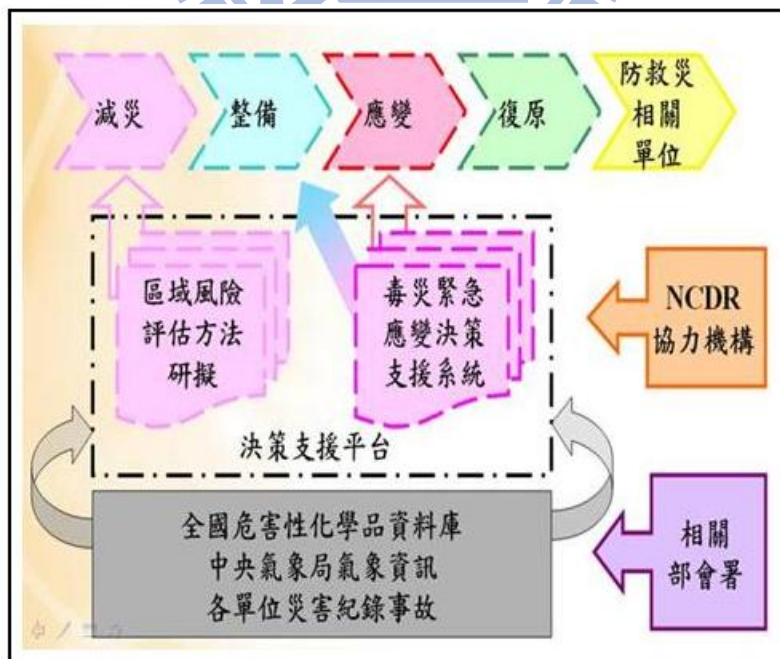 減災
整備
應變
復原
防救災
相關
單位
區域風險
評估方法
研擬
毒災緊急
應變決策
支援系統
決策支援平台
NCDR
協力機構
全國危害性化學品資料庫
中央氣象局氣象資訊
各單位災害紀錄事故
相關
部會署